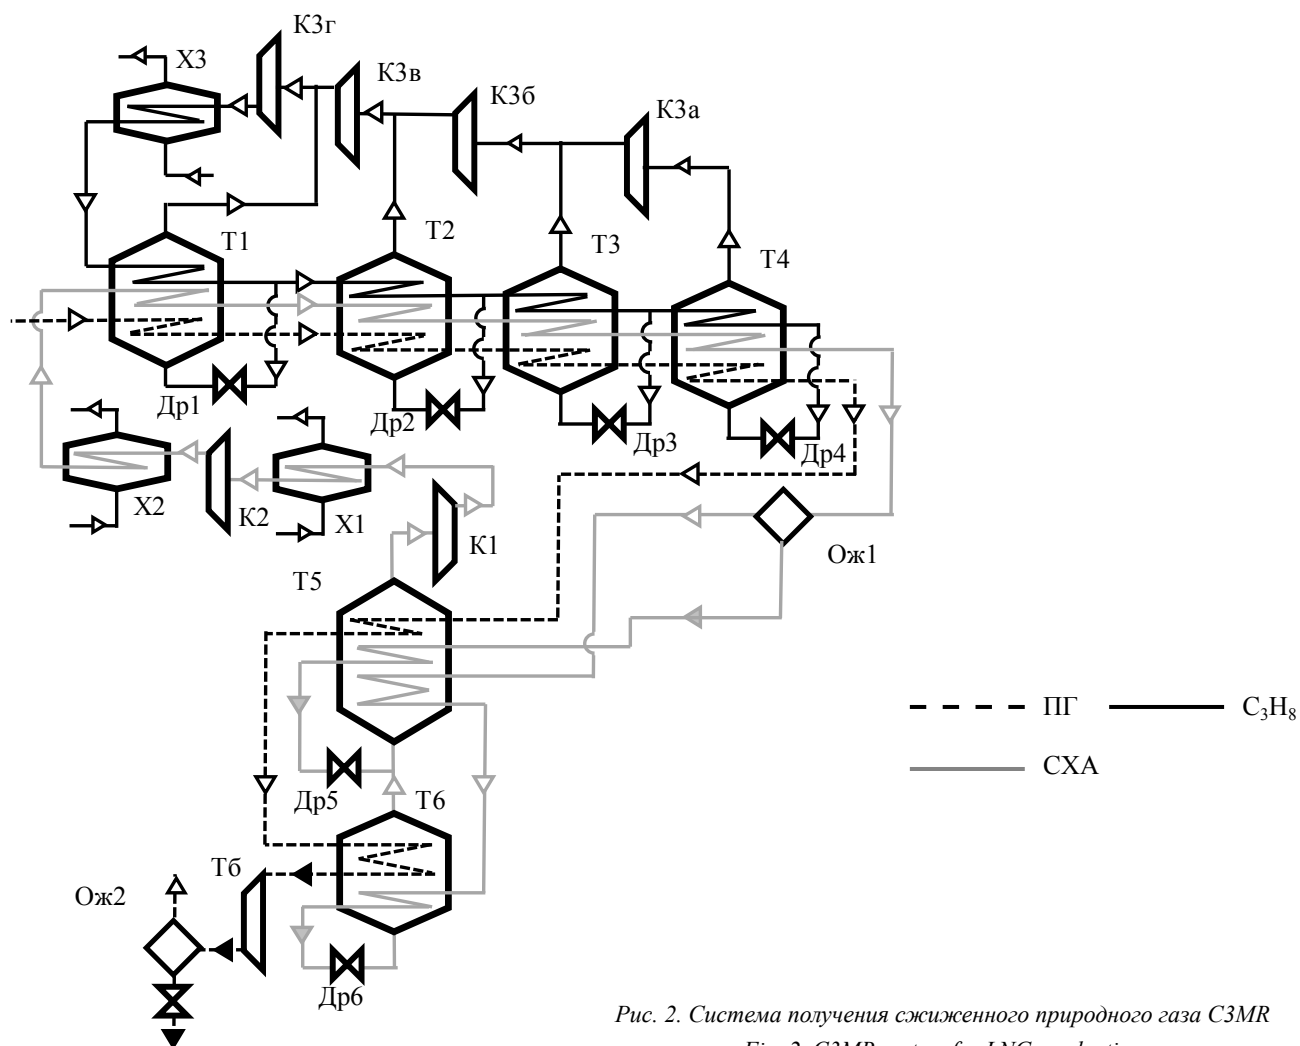 К3г
Х3
К3в
К3б
К3а
Т1
Т2
Т3
Т4
Др1
Др2
Др3
Др4
Х2
К2
Х1
К1
Ож1
Т5
ПГ
C₃H₈
СХА
Др5
Т6
Тб
Ож2
Др6
Рис. 2. Система получения сжиженного природного газа C3MR